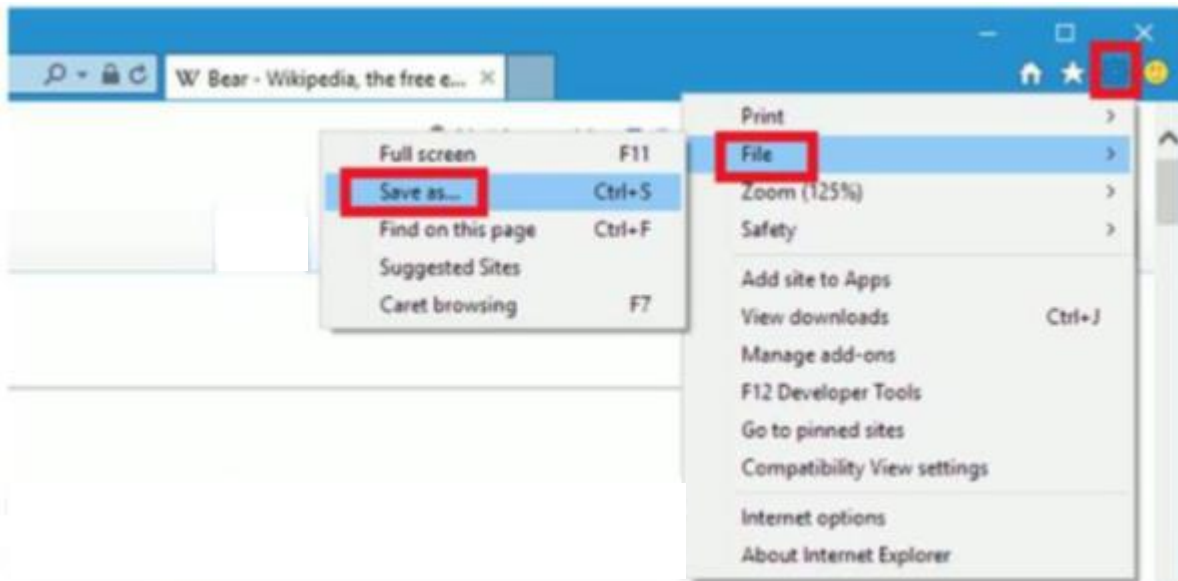 W Bear - Wikipedia, the free e...
Print
File
Zoom (125%)
Safety
Add site to Apps
View downloads Ctrl+J
Manage add-ons
F12 Developer Tools
Go to pinned sites
Compatibility View settings
Internet options
About Internet Explorer
Full screen F11
Save as... Ctrl+S
Find on this page Ctrl+F
Suggested Sites
Caret browsing F7